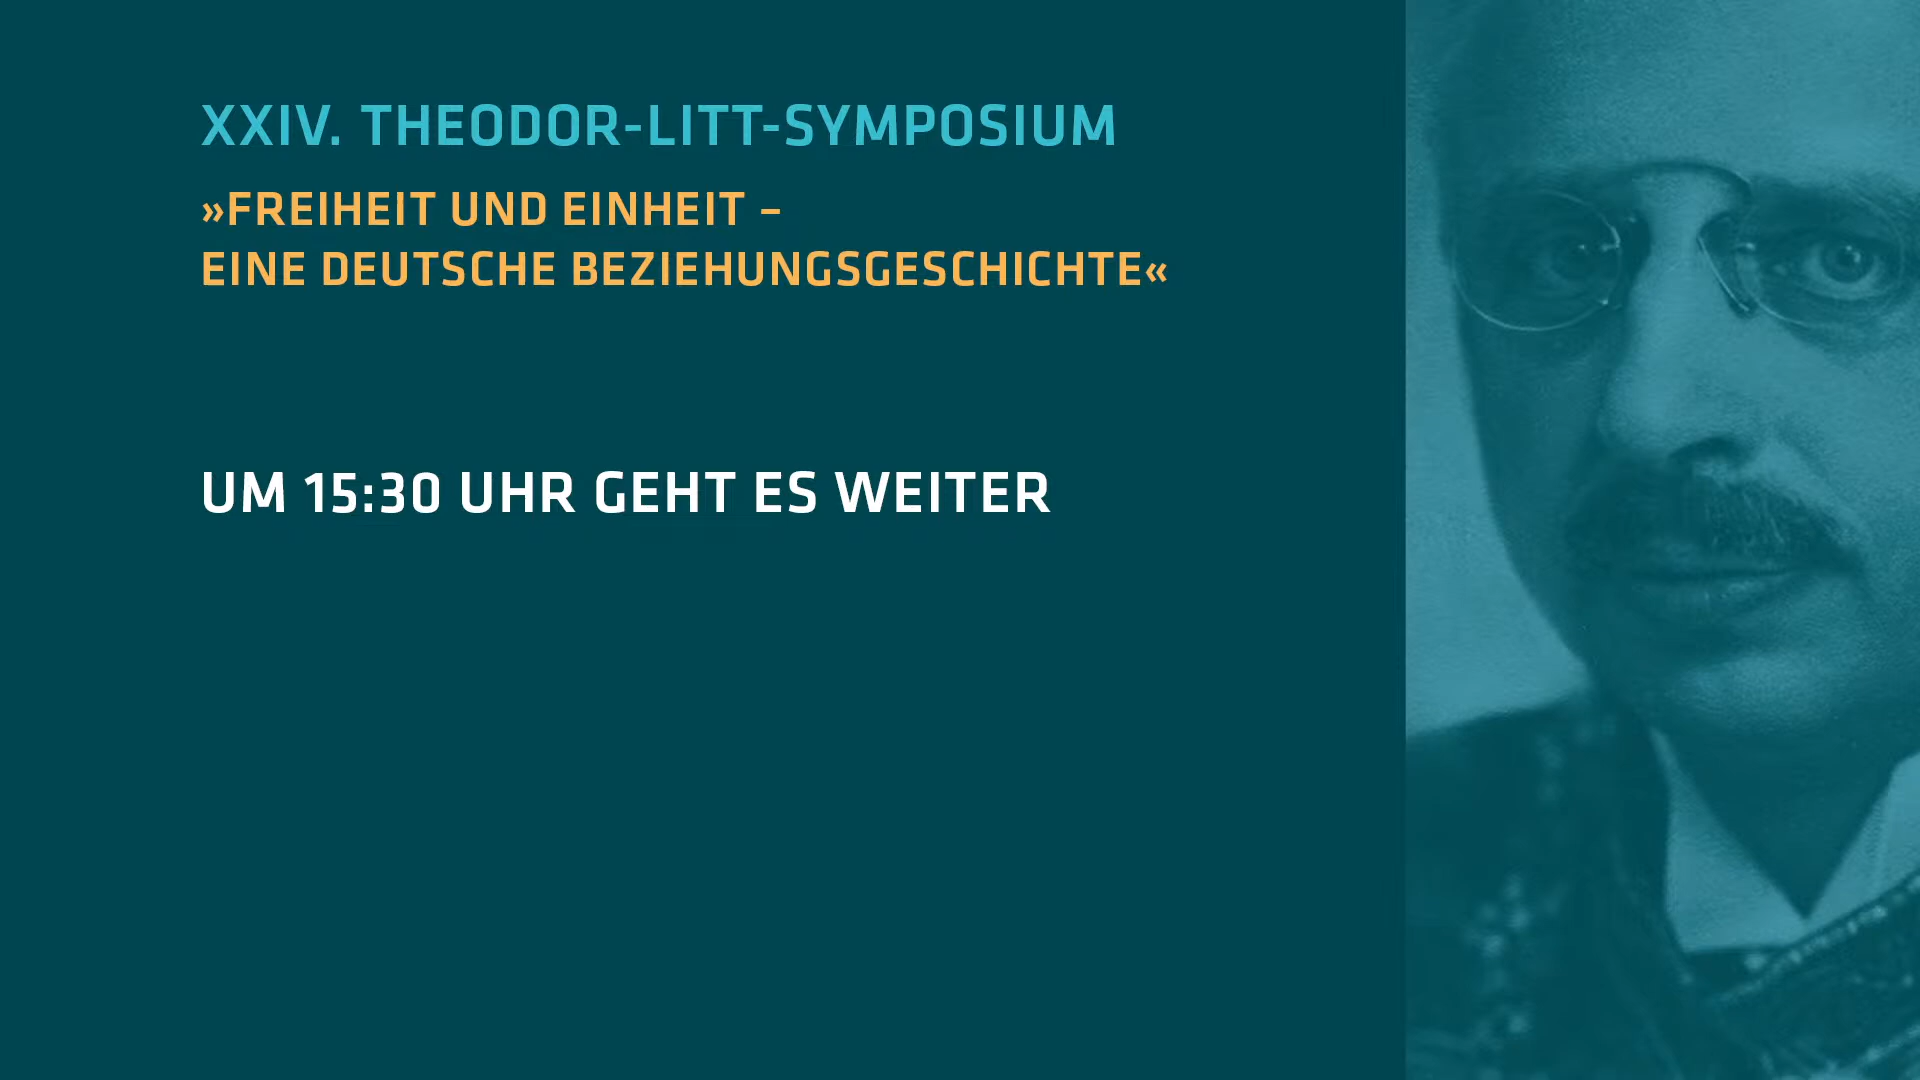 XXIV. THEODOR-LITT-SYMPOSIUM
»FREIHEIT UND EINHEIT –
EINE DEUTSCHE BEZIEHUNGSGESCHICHTE«
UM 15:30 UHR GEHT ES WEITER